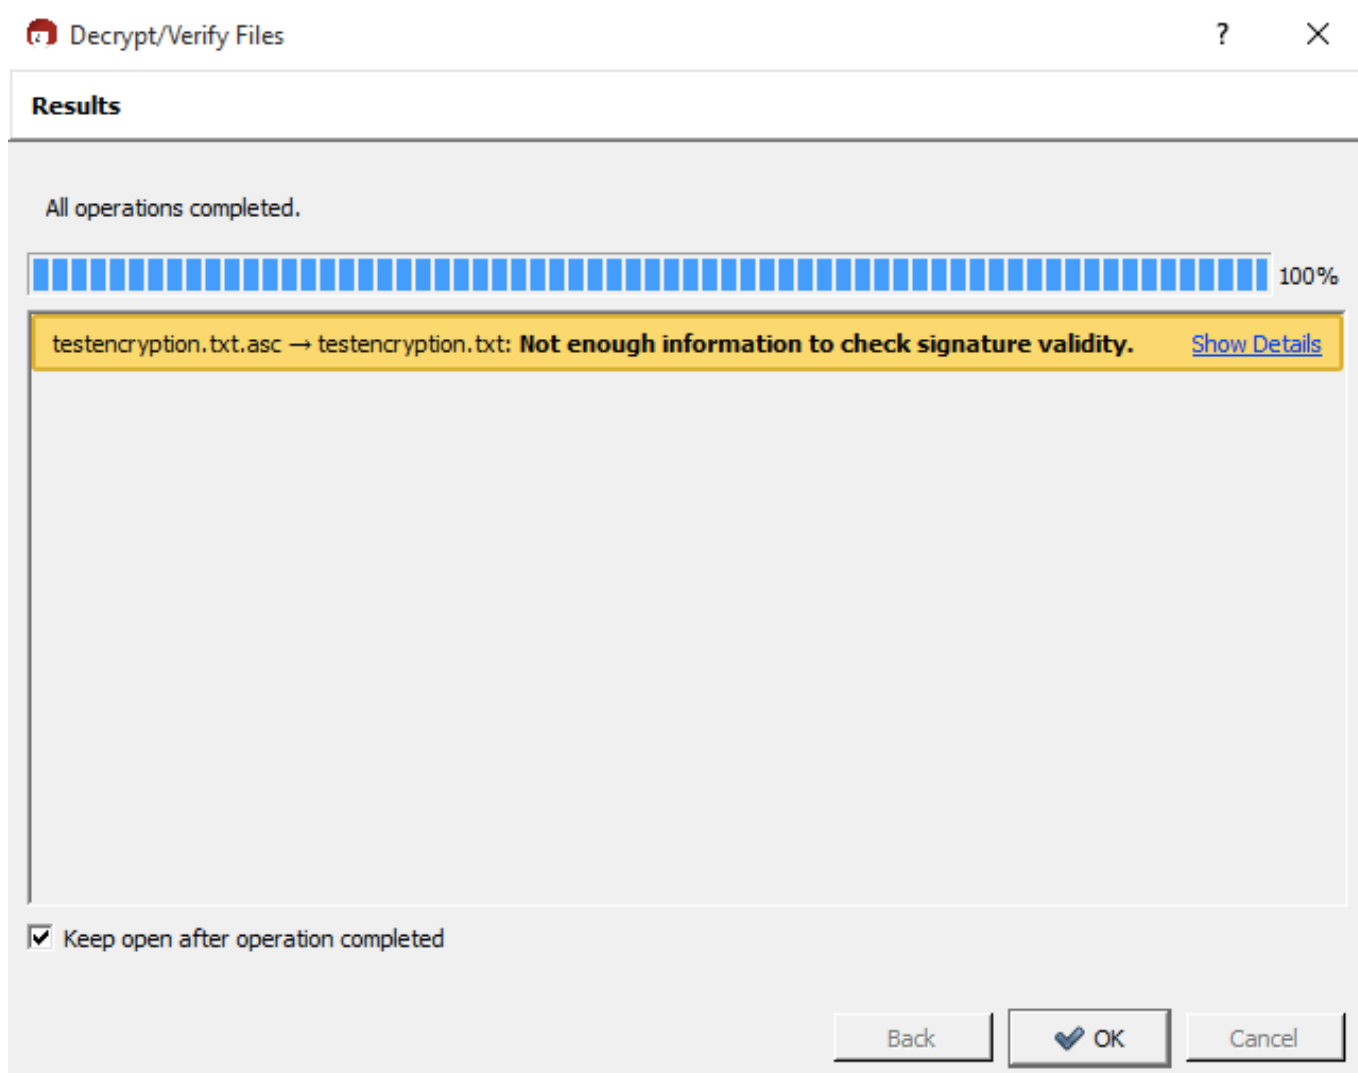 Decrypt/Verify Files ?
Results
All operations completed.
100%
testencryption.txt.asc → testencryption.txt: Not enough information to check signature validity. Show Details
Keep open after operation completed
Back OK Cancel